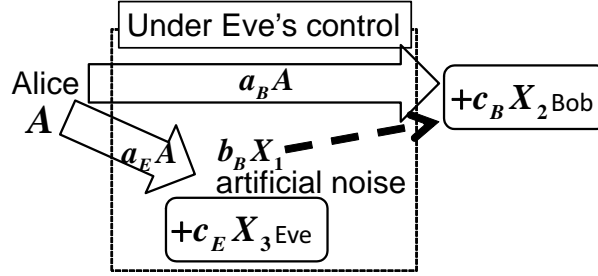 Under Eve's control
Alice
A
a_B A
+c_B X_2 Bob
a_E A
b_B X_1
artificial noise
+c_E X_3 Eve